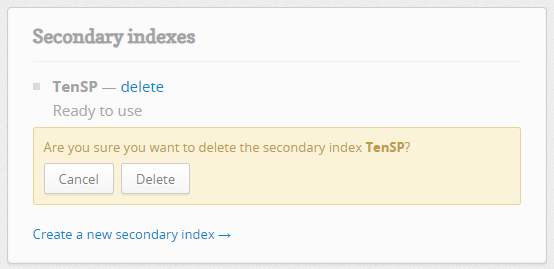 Secondary indexes
TenSP — delete
Ready to use
Are you sure you want to delete the secondary index TenSP?
Cancel Delete
Create a new secondary index →